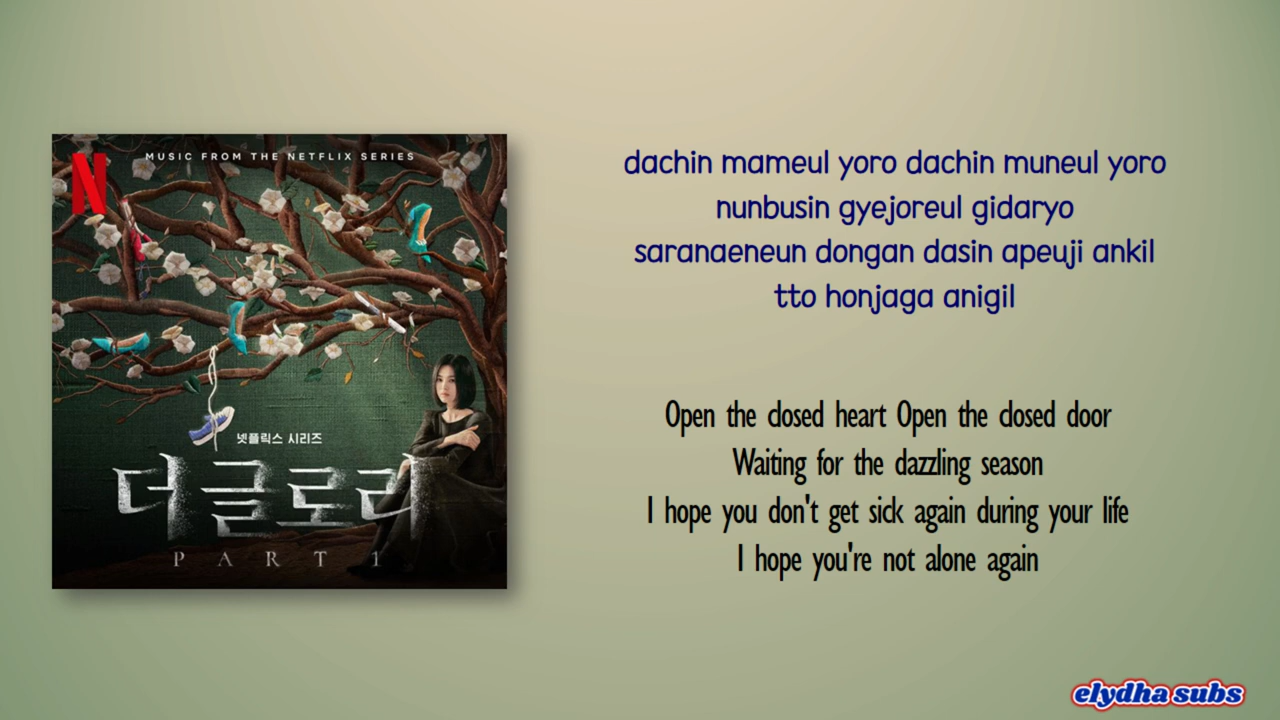 MUSIC FROM THE NETFLIX SERIES
N
넷플릭스 시리즈
더 글로리
PART 1
dachin mameul yoro dachin muneul yoro
nunbusin gyejoreul gidaryo
saranaeneun dongan dasin apeuji ankil
tto honjaga anigil
Open the closed heart Open the closed door
Waiting for the dazzling season
I hope you don't get sick again during your life
I hope you're not alone again
elydha subs